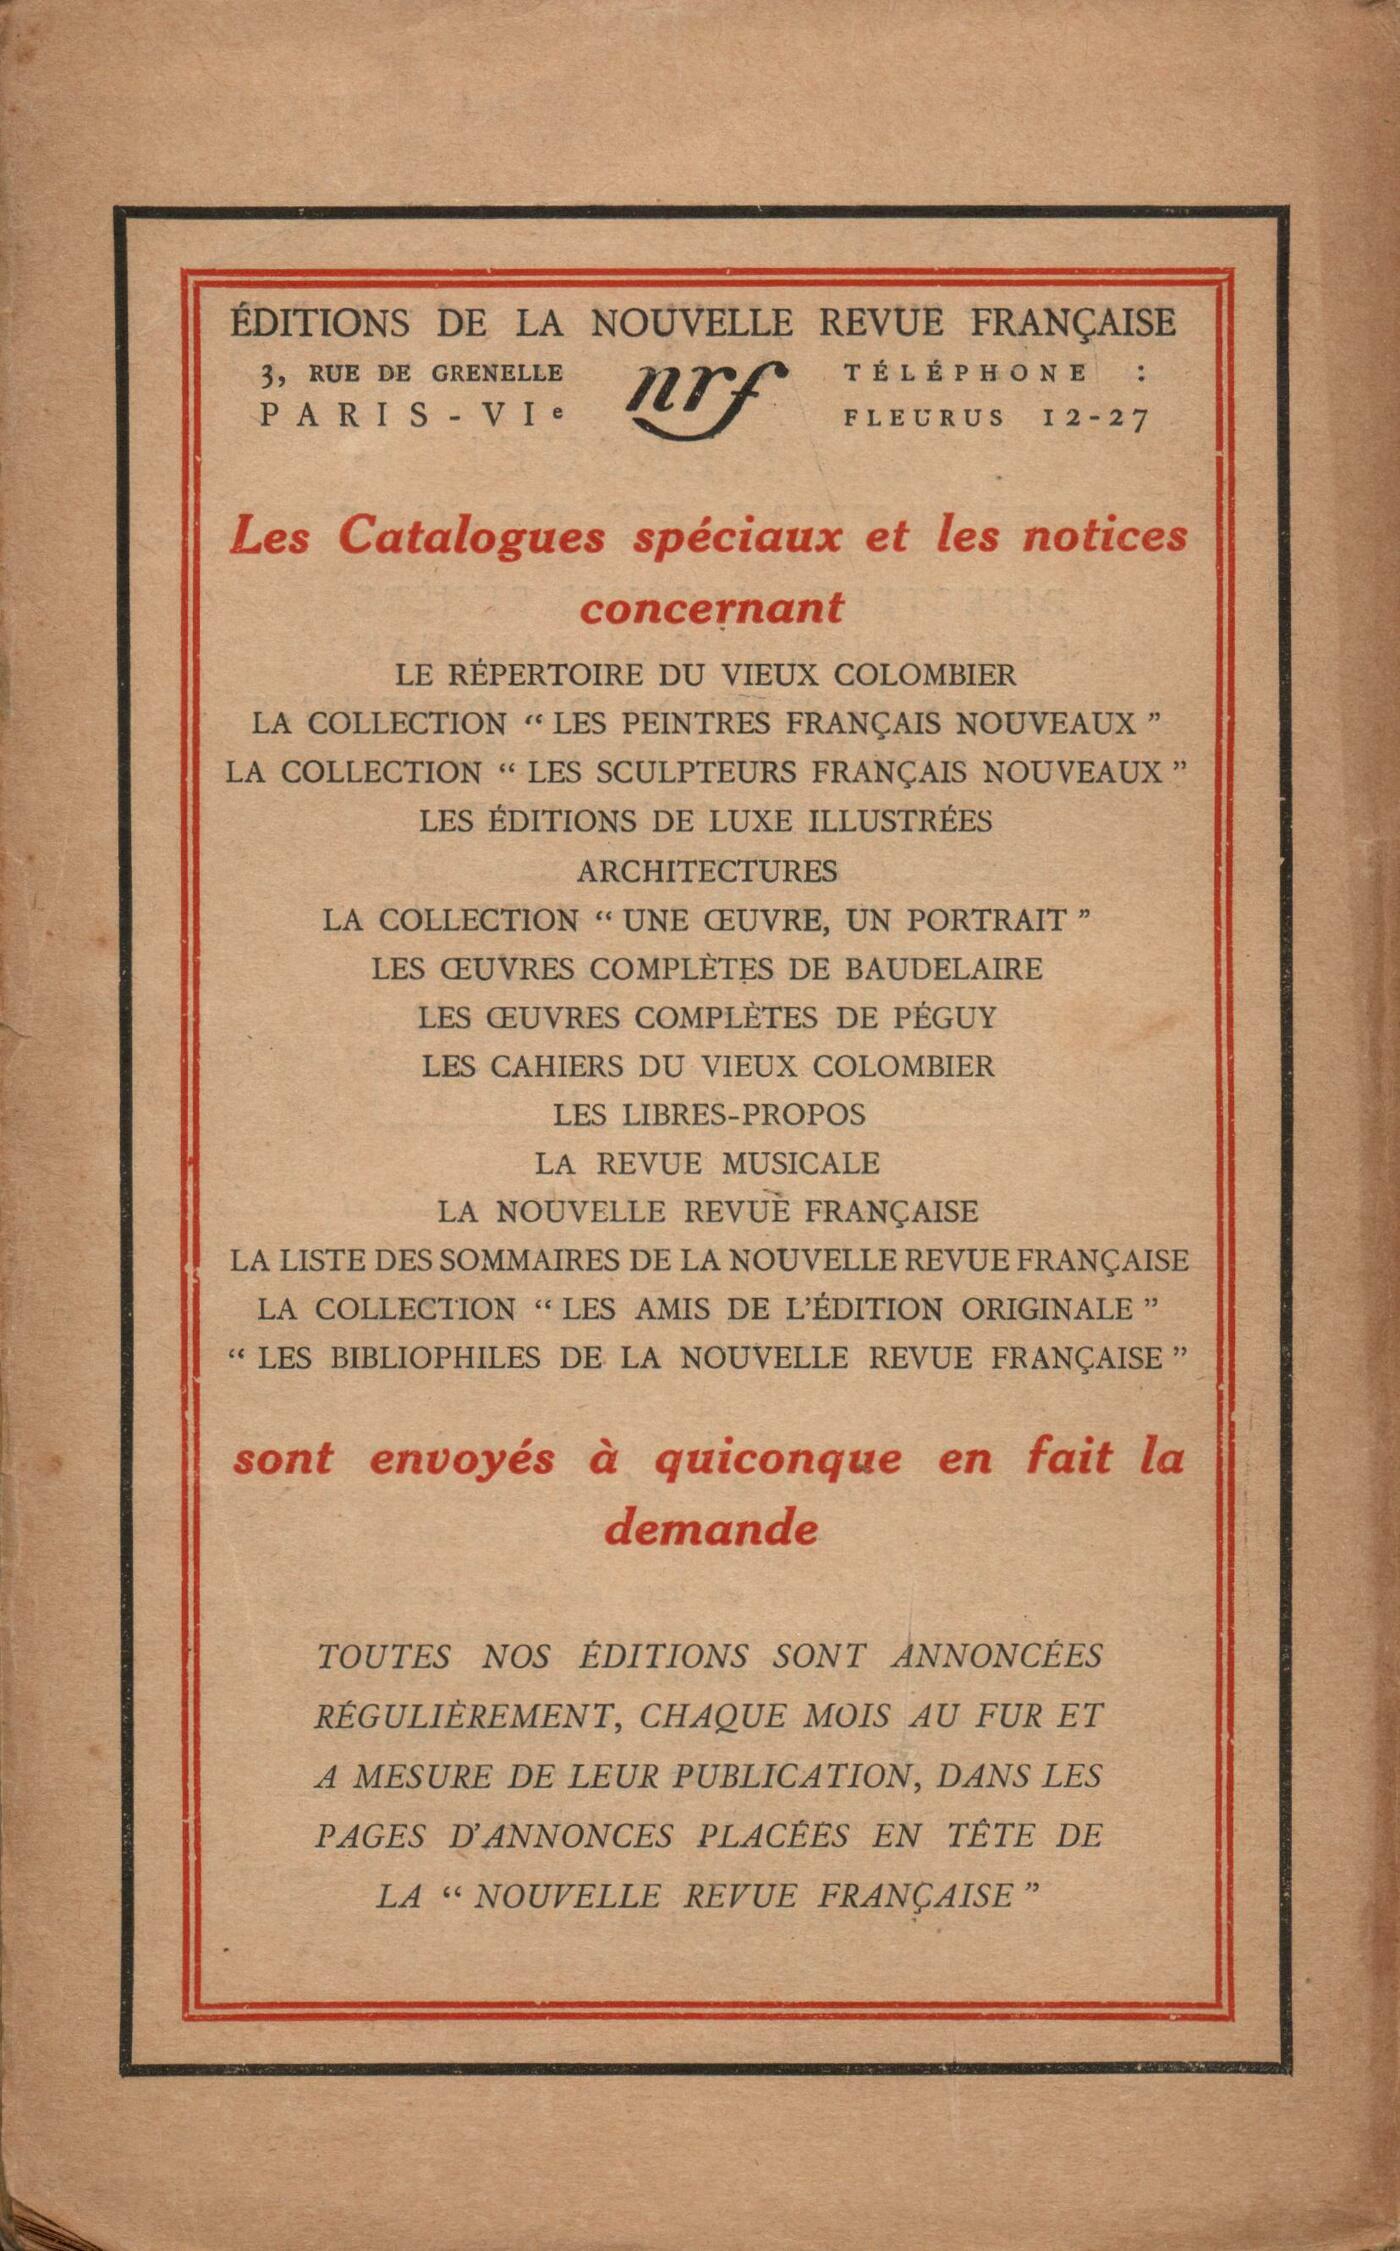 ÉDITIONS DE LA NOUVELLE REVUE FRANÇAISE
3, RUE DE GRENELLE
PARIS-VIe
nrf
TÉLÉPHONE :
FLEURUS 12-27
Les Catalogues spéciaux et les notices
concernant
LE RÉPERTOIRE DU VIEUX COLOMBIER
LA COLLECTION “ LES PEINTRES FRANÇAIS NOUVEAUX ”
LA COLLECTION “ LES SCULPTEURS FRANÇAIS NOUVEAUX ”
LES ÉDITIONS DE LUXE ILLUSTRÉES
ARCHITECTURES
LA COLLECTION “ UNE ŒUVRE, UN PORTRAIT ”
LES ŒUVRES COMPLÈTES DE BAUDELAIRE
LES ŒUVRES COMPLÈTES DE PÉGUY
LES CAHIERS DU VIEUX COLOMBIER
LES LIBRES-PROPOS
LA REVUE MUSICALE
LA NOUVELLE REVUE FRANÇAISE
LA LISTE DES SOMMAIRES DE LA NOUVELLE REVUE FRANÇAISE
LA COLLECTION “ LES AMIS DE L’ÉDITION ORIGINALE ”
“ LES BIBLIOPHILES DE LA NOUVELLE REVUE FRANÇAISE ”
sont envoyés à quiconque en fait la
demande
TOUTES NOS ÉDITIONS SONT ANNONCÉES
RÉGULIÈREMENT, CHAQUE MOIS AU FUR ET
A MESURE DE LEUR PUBLICATION, DANS LES
PAGES D’ANNONCES PLACÉES EN TÊTE DE
LA “ NOUVELLE REVUE FRANÇAISE ”